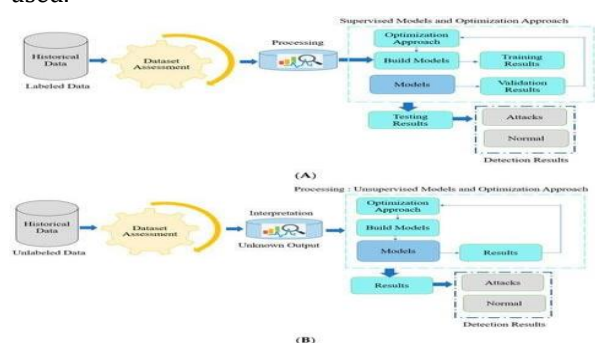 used.
Supervised Models and Optimization Approach
Historical
Data
Labeled Data
Dataset
Assessment
Processing
Optimization
Approach
Build Models
Training
Results
Models
Validation
Results
Testing
Results
Attacks
Normal
Detection Results
(A)
Processing : Unsupervised Models and Optimization Approach
Historical
Data
Unlabeled Data
Dataset
Assessment
Interpretation
Unknown Output
Optimization
Approach
Build Models
Models
Results
Results
Attacks
Normal
Detection Results
(B)